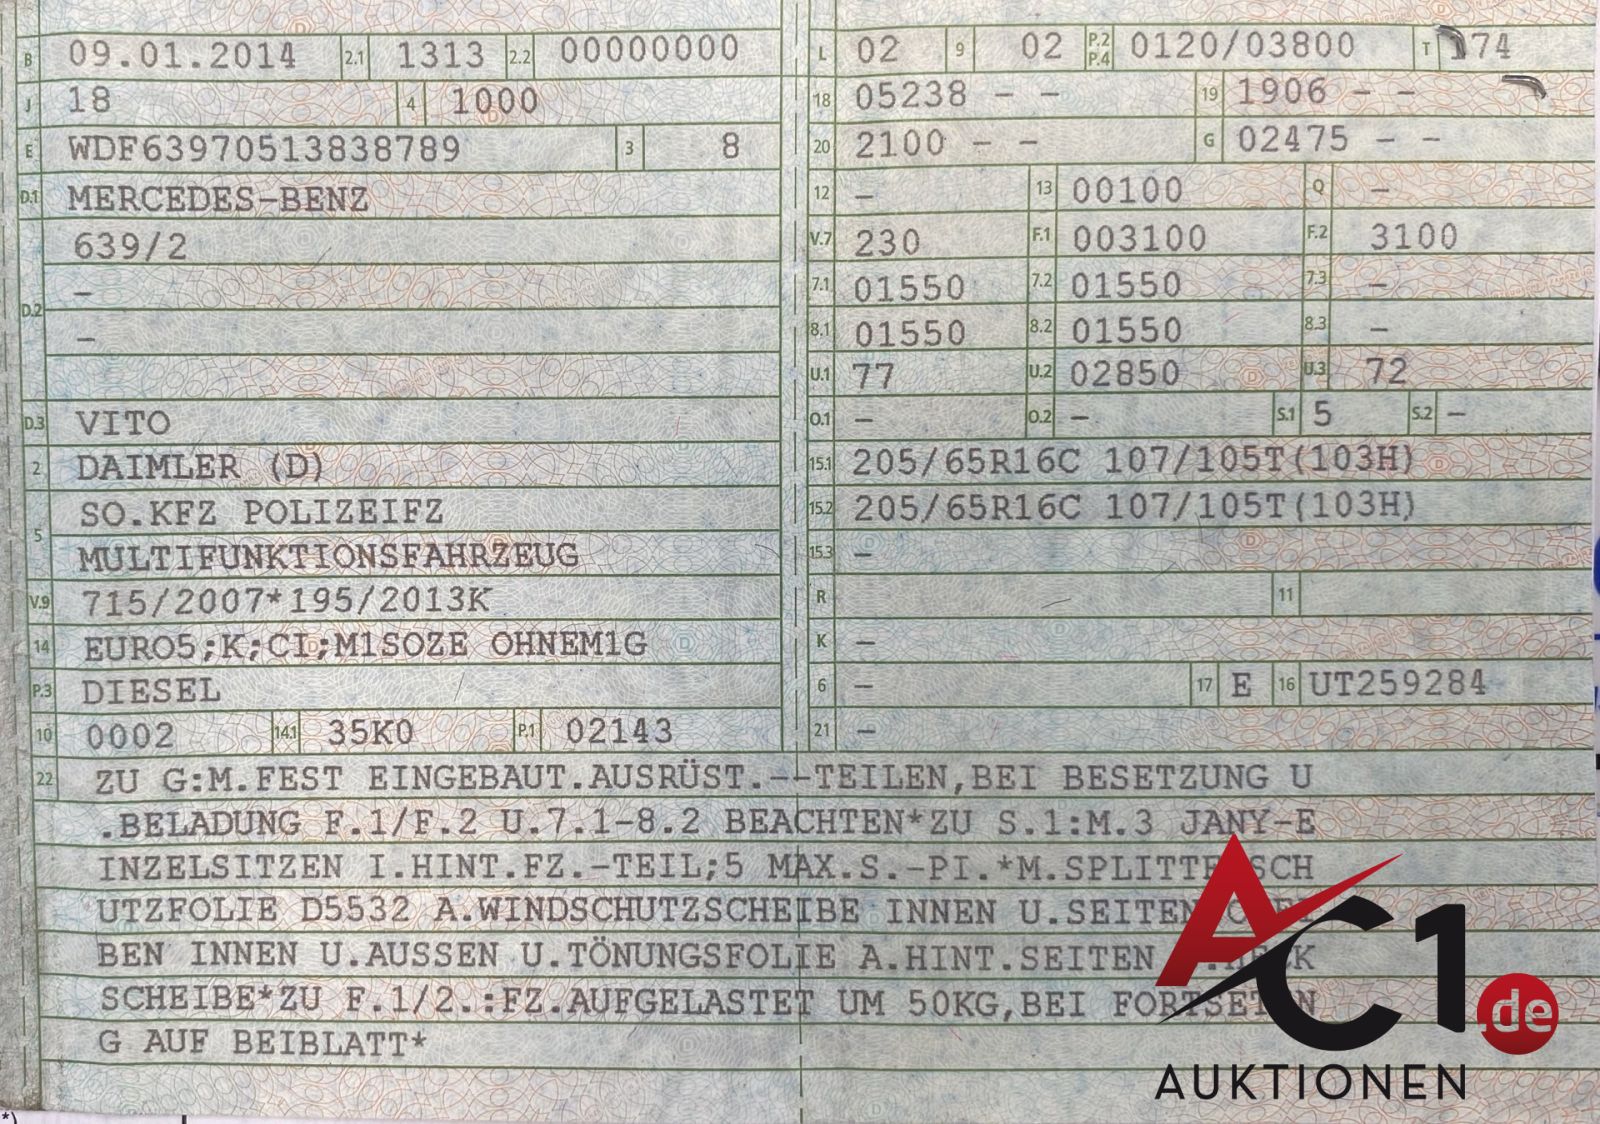 B 09.01.2014 2.1 1313 2.2 00000000
J 18 4 1000
E WDF63970513838789 3 8
D.1 MERCEDES-BENZ
639/2
D.2 -
-
D.3 VITO
2 DAIMLER (D)
5 SO.KFZ POLIZEIFZ
MULTIFUNKTIONSFAHRZEUG
V.9 715/2007*195/2013K
14 EURO5;K;CI;M1SOZE OHNEM1G
P.3 DIESEL
10 0002 14.1 35K0 P.1 02143
L 02 9 02 P.2 P.4 0120/03800 T 174
18 05238 - - 19 1906 - -
20 2100 - - G 02475 - -
12 - 13 00100 Q -
V.7 230 F.1 003100 F.2 3100
7.1 01550 7.2 01550 7.3 -
8.1 01550 8.2 01550 8.3 -
U.1 77 U.2 02850 U.3 72
O.1 - O.2 - S.1 5 S.2 -
15.1 205/65R16C 107/105T(103H)
15.2 205/65R16C 107/105T(103H)
15.3 -
R 11
K -
6 - 17 E 16 UT259284
21 -
22 ZU G:M.FEST EINGEBAUT.AUSRÜST.--TEILEN,BEI BESETZUNG U
.BELADUNG F.1/F.2 U.7.1-8.2 BEACHTEN*ZU S.1:M.3 JANY-E
INZELSITZEN I.HINT.FZ.-TEIL;5 MAX.S.-PI.*M.SPLITTERSCH
UTZFOLIE D5532 A.WINDSCHUTZSCHEIBE INNEN U.SEITEN
BEN INNEN U.AUSSEN U.TÖNUNGSFOLIE A.HINT.SEITEN
SCHEIBE*ZU F.1/2.:FZ.AUFGELASTET UM 50KG,BEI FORTSETZUN
G AUF BEIBLATT*
*)
AC1.de
AUKTIONEN